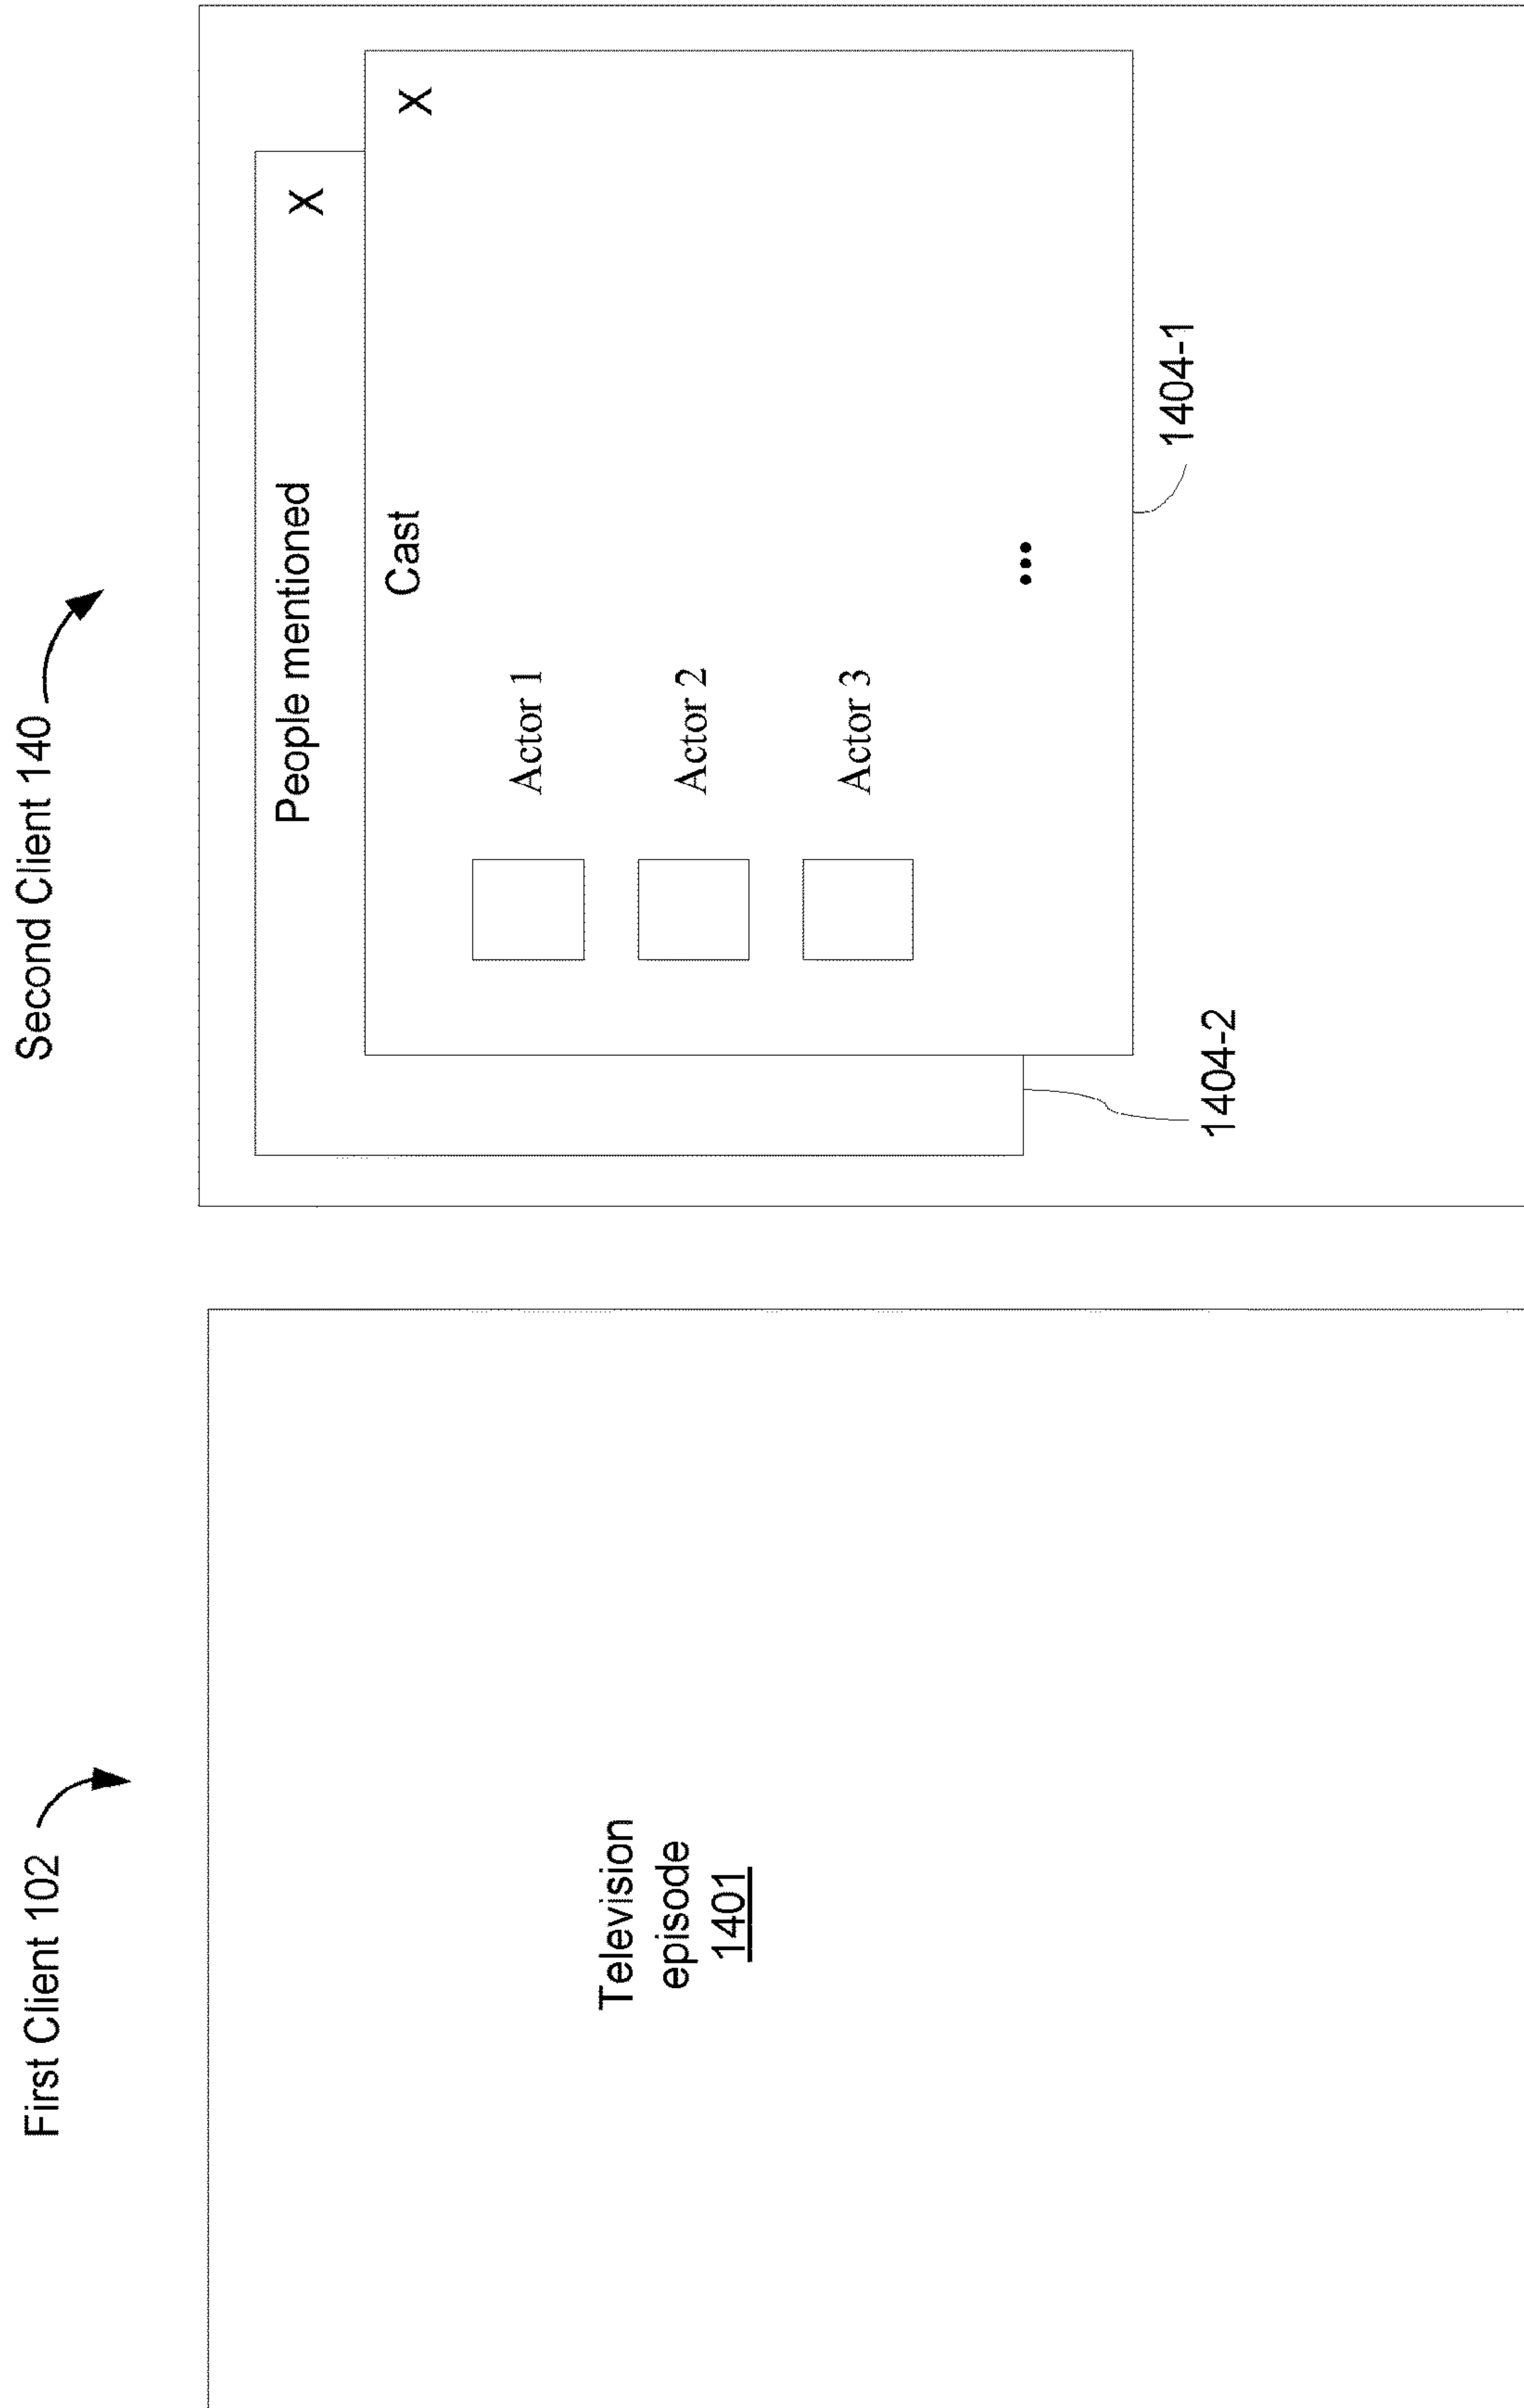 First Client 102
Television
episode
1401
Second Client 140
People mentioned
X
Cast
X
Actor 1
Actor 2
Actor 3
...
1404-1
1404-2